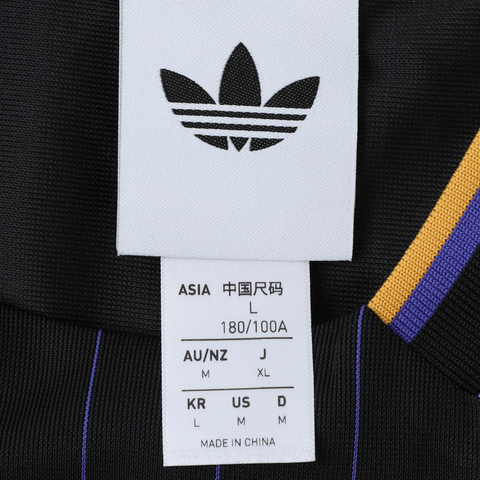 ASIA 中国尺码
L
180/100A
AU/NZ J
M XL
KR US D
L M M
MADE IN CHINA